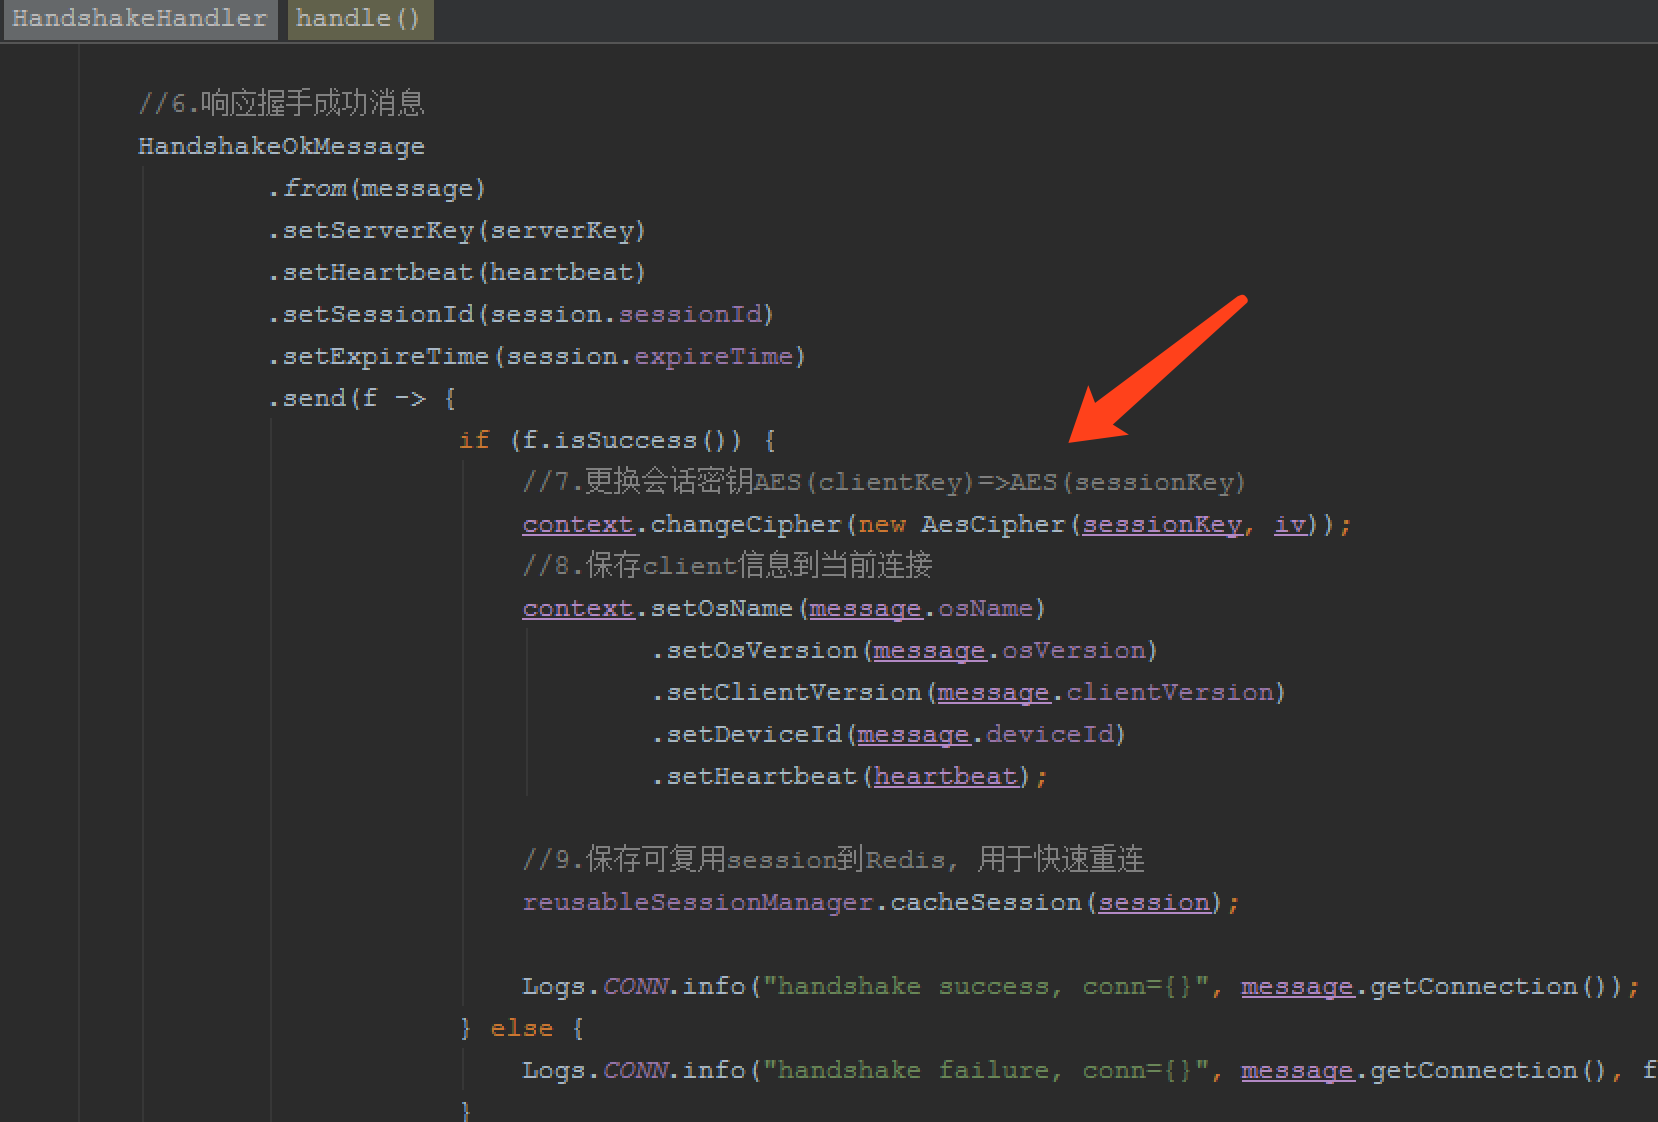 HandshakeHandler handle()
//6.响应握手成功消息
HandshakeOkMessage
.from(message)
.setServerKey(serverKey)
.setHeartbeat(heartbeat)
.setSessionId(session.sessionId)
.setExpireTime(session.expireTime)
.send(f -> {
if (f.isSuccess()) {
//7.更换会话密钥AES(clientKey)=>AES(sessionKey)
context.changeCipher(new AesCipher(sessionKey, iv));
//8.保存client信息到当前连接
context.setOsName(message.osName)
.setOsVersion(message.osVersion)
.setClientVersion(message.clientVersion)
.setDeviceId(message.deviceId)
.setHeartbeat(heartbeat);
//9.保存可复用session到Redis, 用于快速重连
reusableSessionManager.cacheSession(session);
Logs.CONN.info("handshake success, conn={}", message.getConnection());
} else {
Logs.CONN.info("handshake failure, conn={}", message.getConnection(), f
}